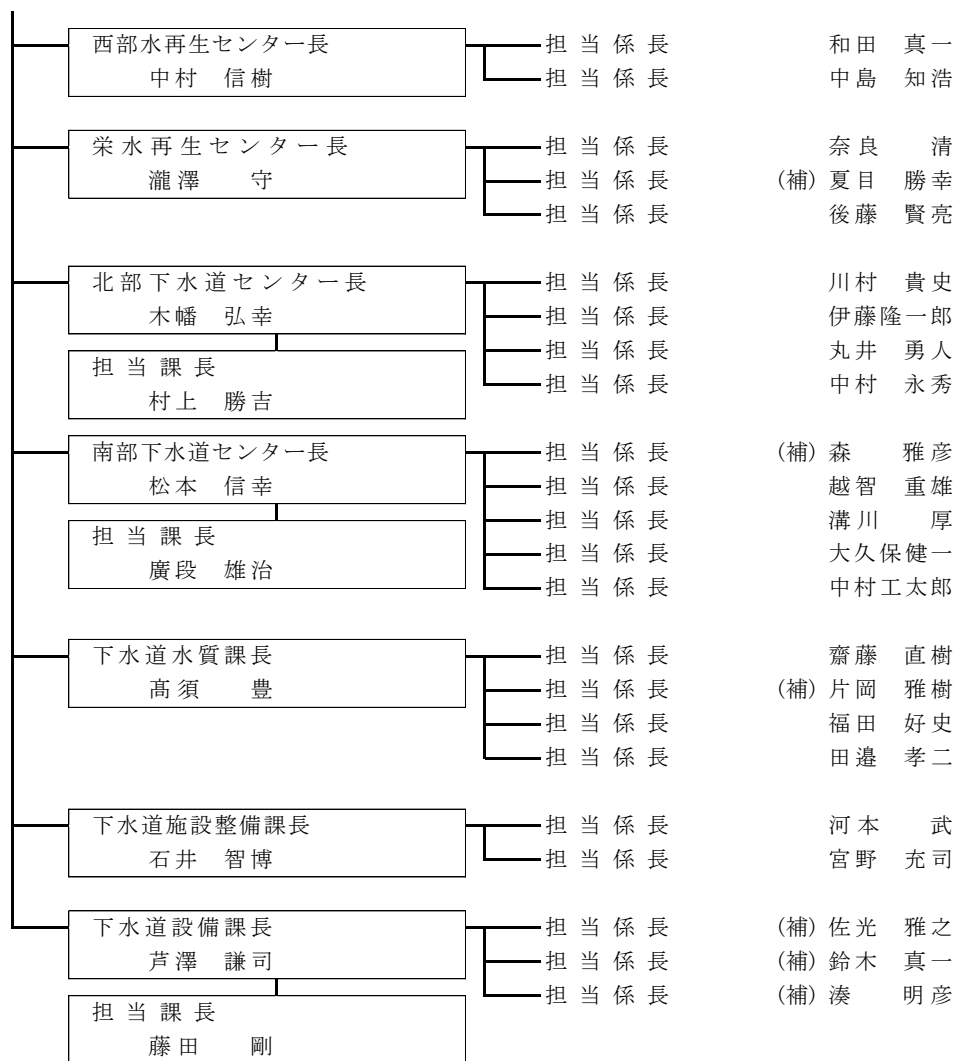 西部水再生センター長 担当係長 和田 真一
中村 信樹 担当係長 中島 知浩
栄水再生センター長 担当係長 奈良 清
瀧澤 守 担当係長 (補) 夏目 勝幸
担当係長 後藤 賢亮
北部下水道センター長 担当係長 川村 貴史
木幡 弘幸 担当係長 伊藤隆一郎
担当係長 丸井 勇人
担当課長 担当係長 中村 永秀
村上 勝吉
南部下水道センター長 担当係長 (補) 森 雅彦
松本 信幸 担当係長 越智 重雄
担当係長 溝川 厚
担当課長 担当係長 大久保健一
廣段 雄治 担当係長 中村工太郎
下水道水質課長 担当係長 齋藤 直樹
髙須 豊 担当係長 (補) 片岡 雅樹
担当係長 福田 好史
担当係長 田邉 孝二
下水道施設整備課長 担当係長 河本 武
石井 智博 担当係長 宮野 充司
下水道設備課長 担当係長 (補) 佐光 雅之
芦澤 謙司 担当係長 (補) 鈴木 真一
担当係長 (補) 湊 明彦
担当課長
藤田 剛